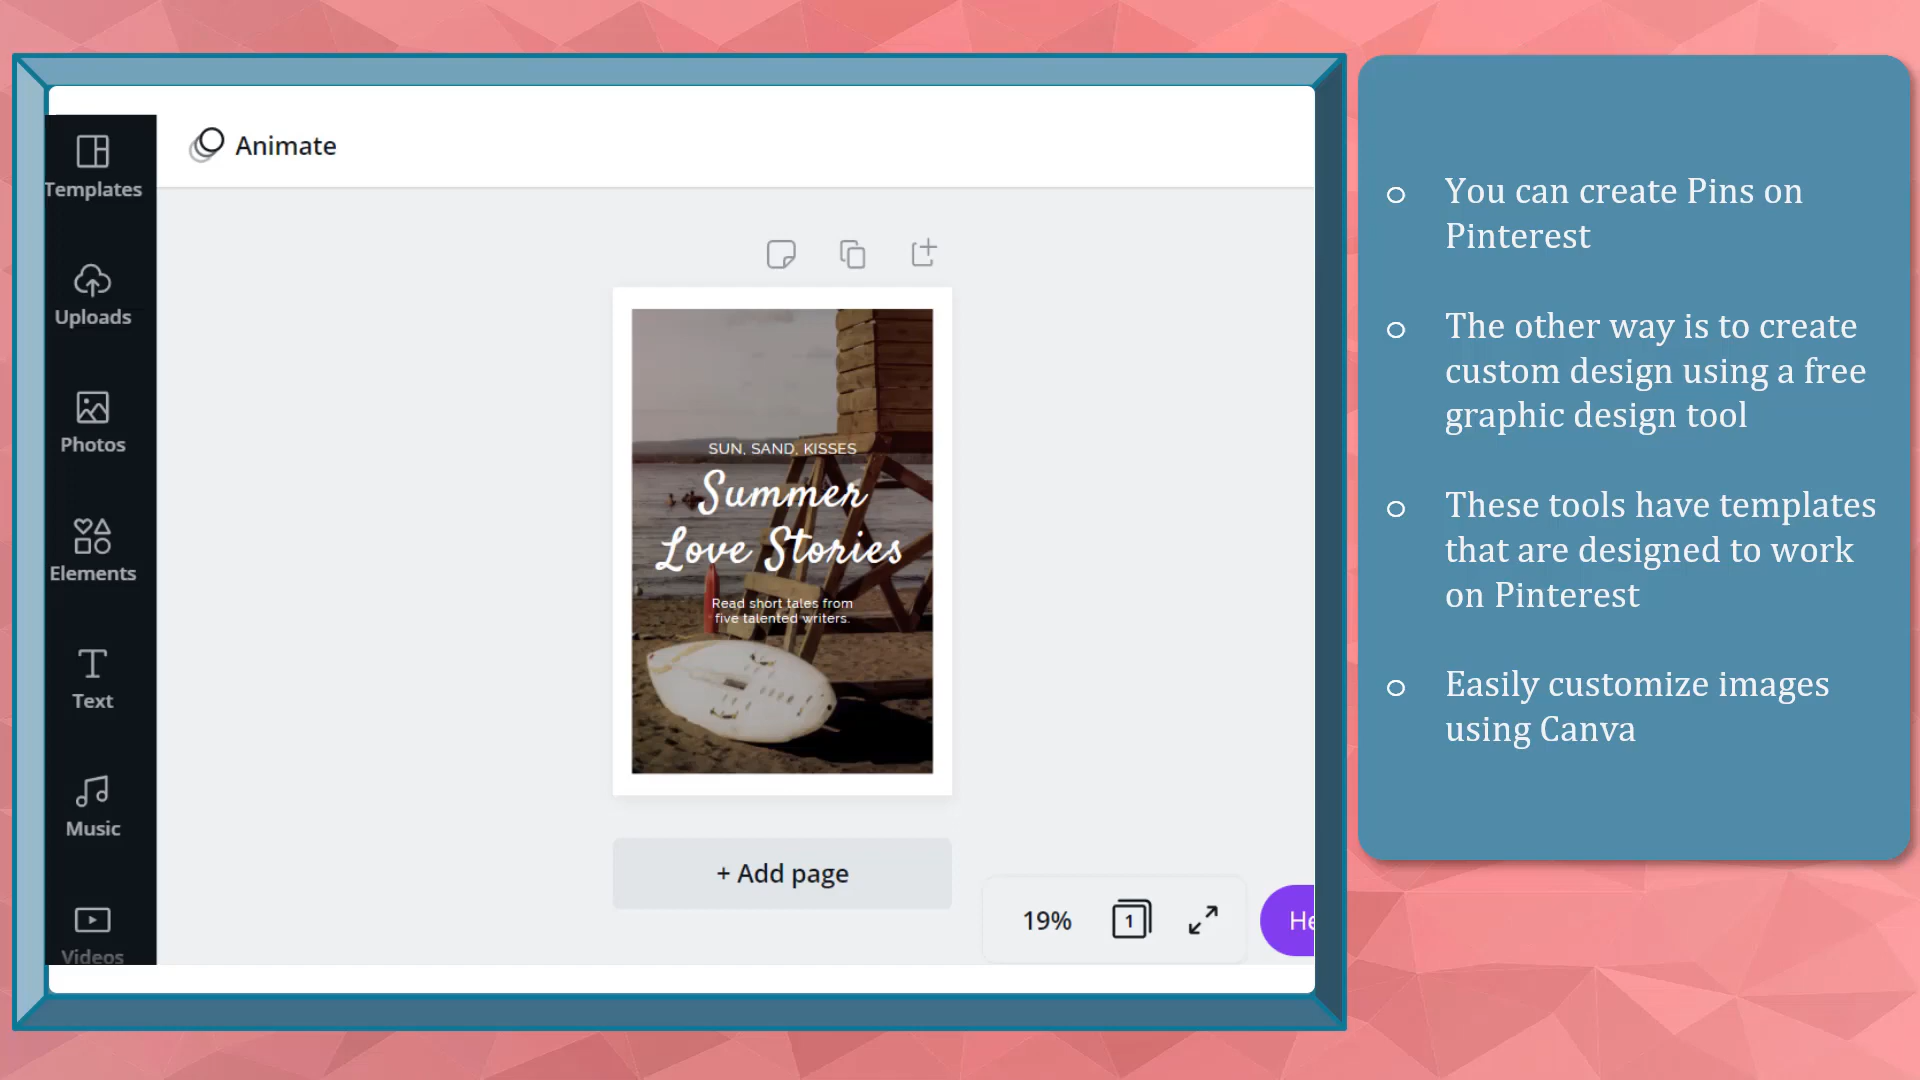 Animate
Templates
Uploads
Photos
Elements
Text
Music
Videos
SUN, SAND, KISSES
Summer
Love Stories
Read short tales from
five talented writers.
+ Add page
19%
1
He
o You can create Pins on
Pinterest
o The other way is to create
custom design using a free
graphic design tool
o These tools have templates
that are designed to work
on Pinterest
o Easily customize images
using Canva